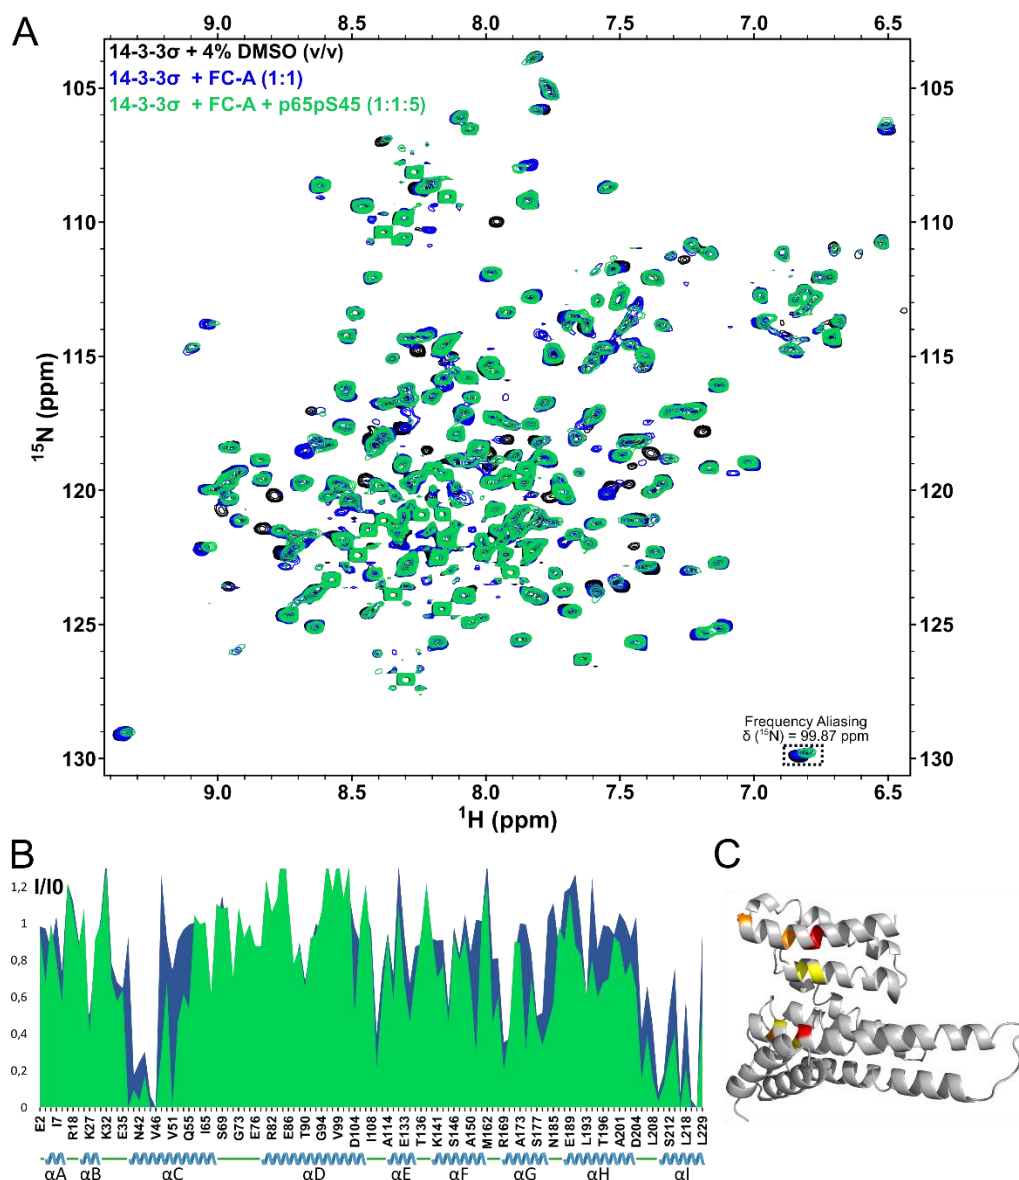 A
9.0 8.5 8.0 7.5 7.0 6.5
14-3-3σ + 4% DMSO (v/v)
14-3-3σ + FC-A (1:1)
14-3-3σ + FC-A + p65pS45 (1:1:5)
105 105
110 110
115 115
15N (ppm)
120 120
125 125
Frequency Aliasing
δ (15N) = 99.87 ppm
130 130
9.0 8.5 8.0 7.5 7.0 6.5
1H (ppm)
B
I/I0
1,2
1
0,8
0,6
0,4
0,2
0
E2 I7 R18 K27 K32 E35 N42 V46 V51 Q55 I65 S69 G73 E76 R82 E86 T90 G94 V99 D104 I108 A114 E133 T136 K141 S146 A150 M162 R169 A173 S177 N185 E189 L193 T196 A201 D204 L208 S212 L218 L229
αA αB αC αD αE αF αG αH αI
C